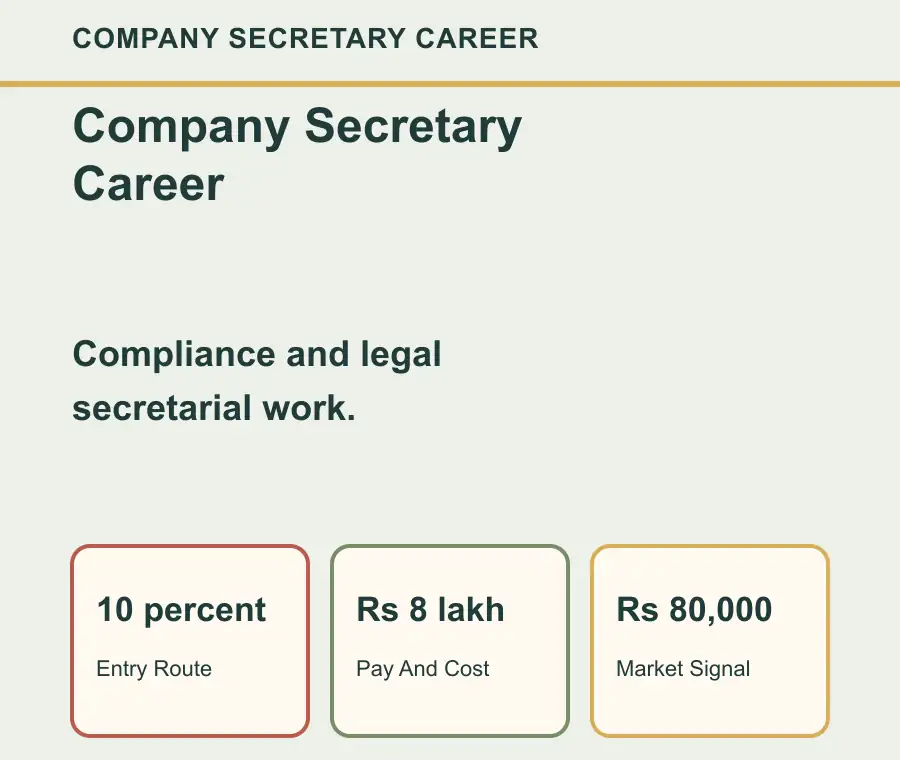 COMPANY SECRETARY CAREER
Company Secretary
Career
Compliance and legal
secretarial work.
10 percent
Entry Route
Rs 8 lakh
Pay And Cost
Rs 80,000
Market Signal